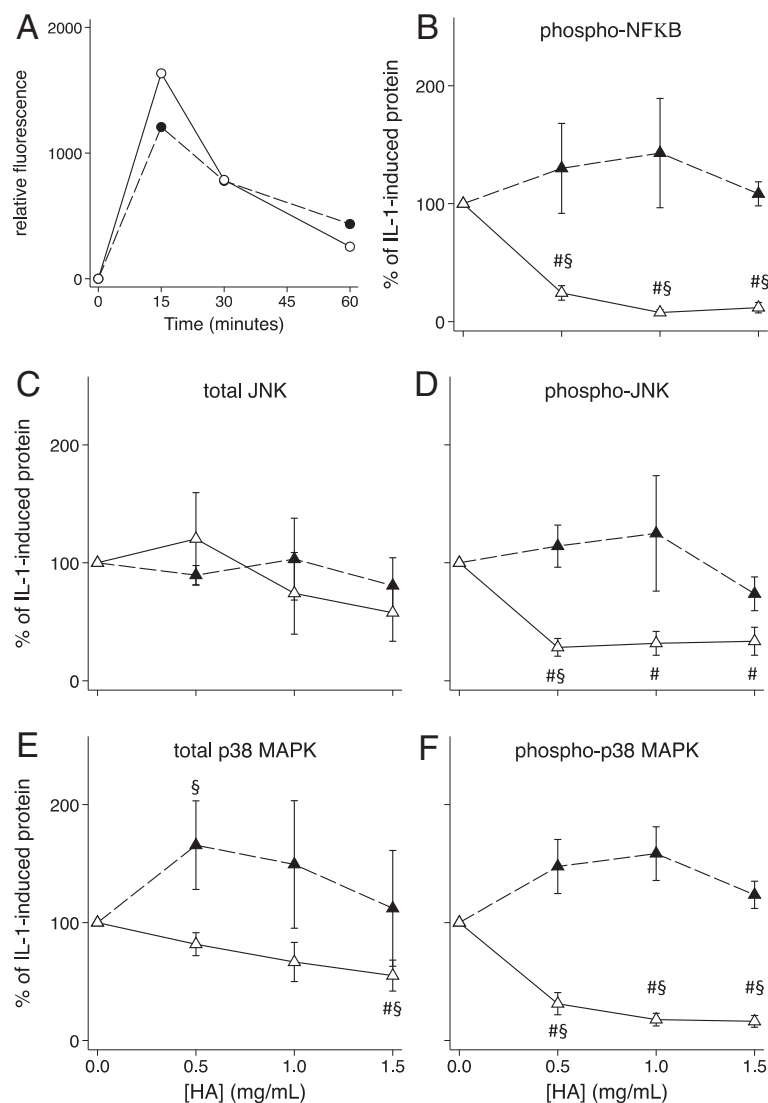 A
2000
1000
0
relative fluorescence
0 15 30 45 60
Time (minutes)
B
phospho-NFKB
200
100
0
% of IL-1-induced protein
#§ #§ #§
C
total JNK
200
100
0
% of IL-1-induced protein
D
phospho-JNK
#§ # #
E
total p38 MAPK
§
200
100
0
% of IL-1-induced protein
#§
0.0 0.5 1.0 1.5
[HA] (mg/mL)
F
phospho-p38 MAPK
#§ #§ #§
0.0 0.5 1.0 1.5
[HA] (mg/mL)